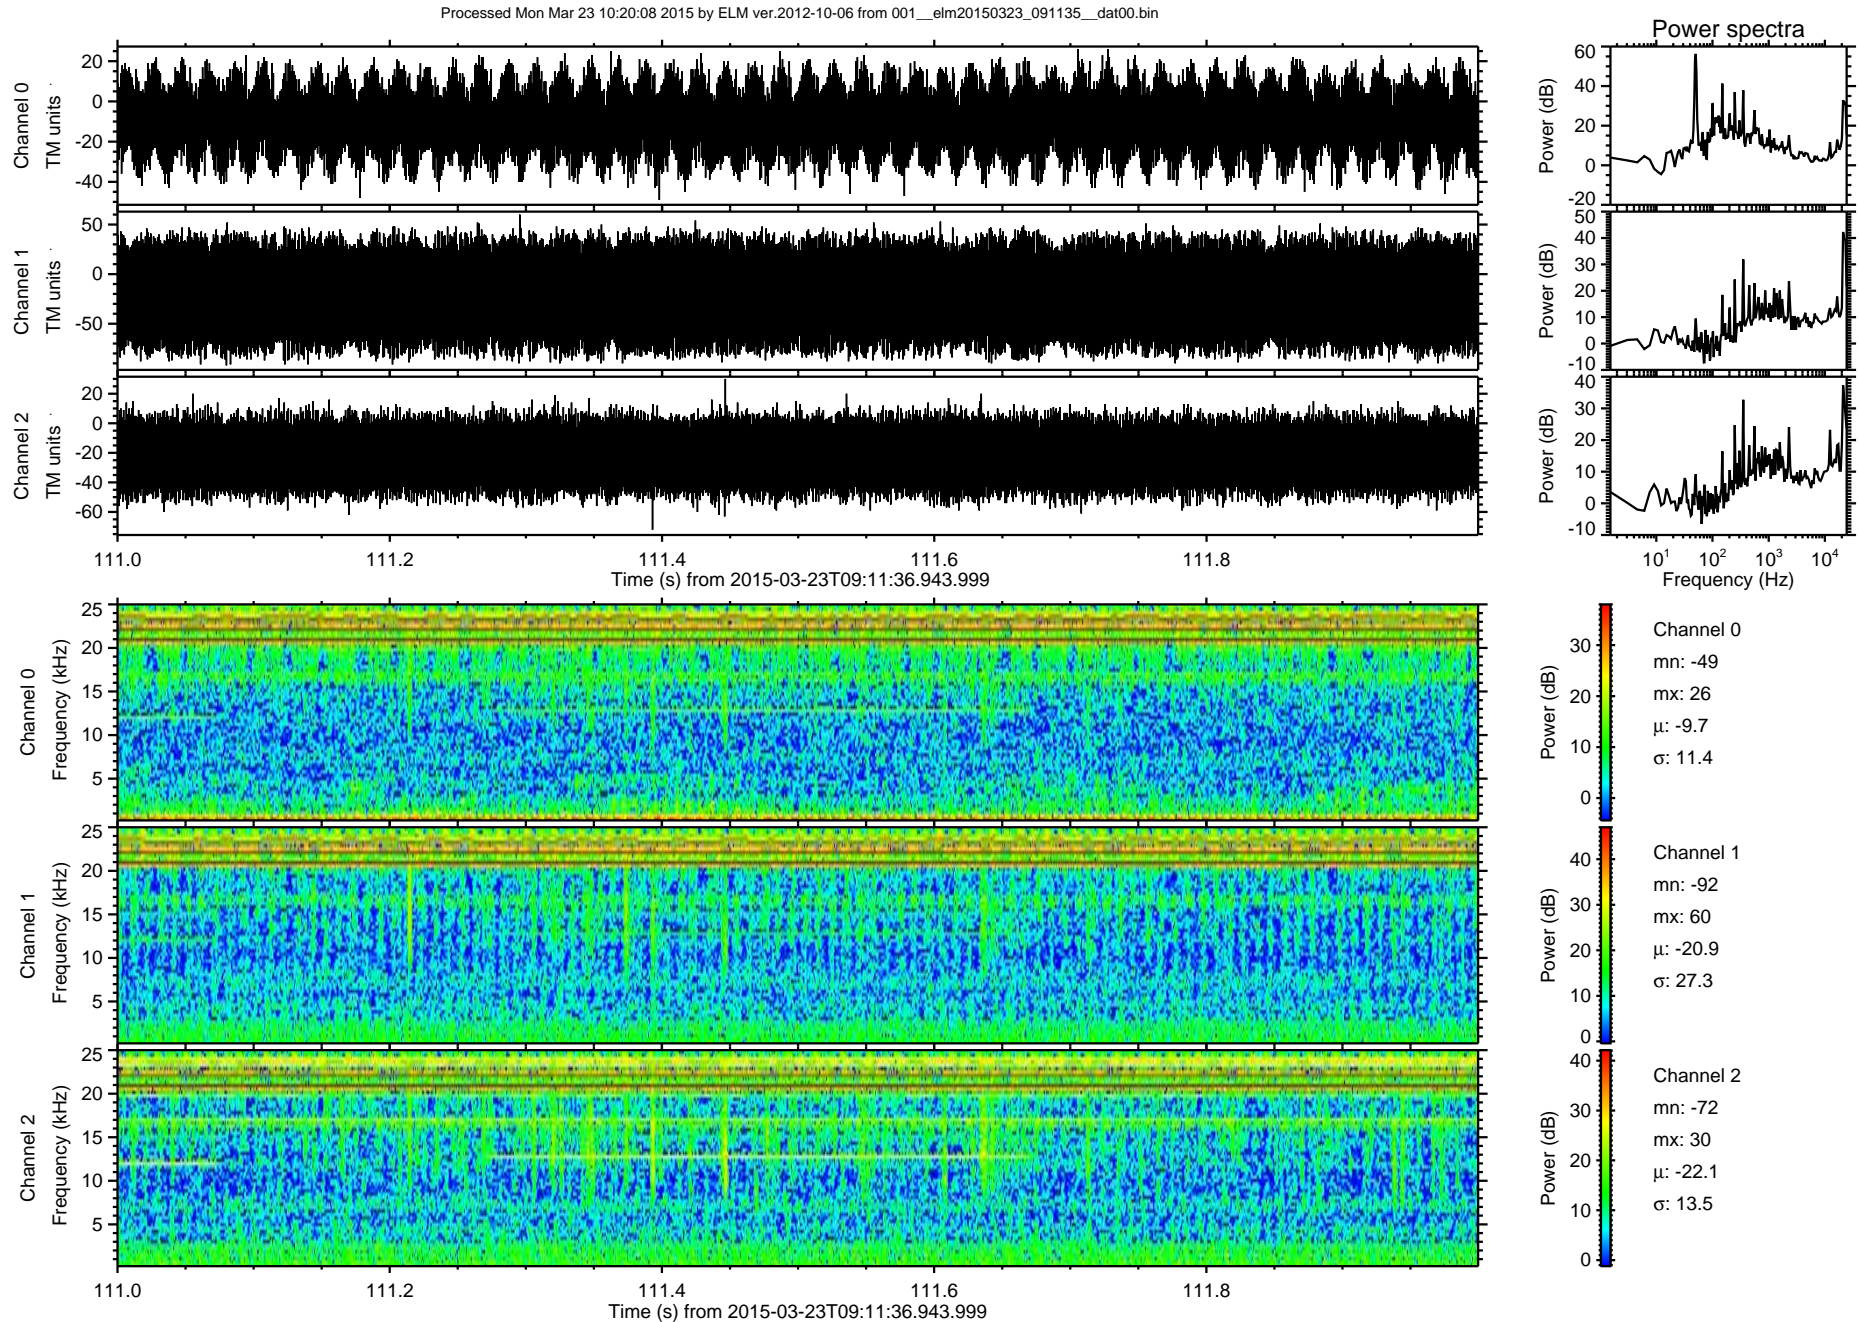 Processed Mon Mar 23 10:20:08 2015 by ELM ver.2012-10-06 from 001__elm20150323_091135__dat00.bin
Power spectra
Channel 0
TM units
20
0
-20
-40
Power (dB)
60
40
20
0
-20
Channel 1
TM units
50
0
-50
Power (dB)
50
40
30
20
10
0
-10
Channel 2
TM units
20
0
-20
-40
-60
Power (dB)
40
30
20
10
0
-10
111.0
111.2
111.4
111.6
111.8
Time (s) from 2015-03-23T09:11:36.943.999
10¹
10²
10³
10⁴
Frequency (Hz)
Channel 0
Frequency (kHz)
25
20
15
10
5
Power (dB)
30
20
10
0
Channel 0
mn: -49
mx: 26
μ: -9.7
σ: 11.4
Channel 1
Frequency (kHz)
25
20
15
10
5
Power (dB)
40
30
20
10
0
Channel 1
mn: -92
mx: 60
μ: -20.9
σ: 27.3
Channel 2
Frequency (kHz)
25
20
15
10
5
Power (dB)
40
30
20
10
0
Channel 2
mn: -72
mx: 30
μ: -22.1
σ: 13.5
111.0
111.2
111.4
111.6
111.8
Time (s) from 2015-03-23T09:11:36.943.999